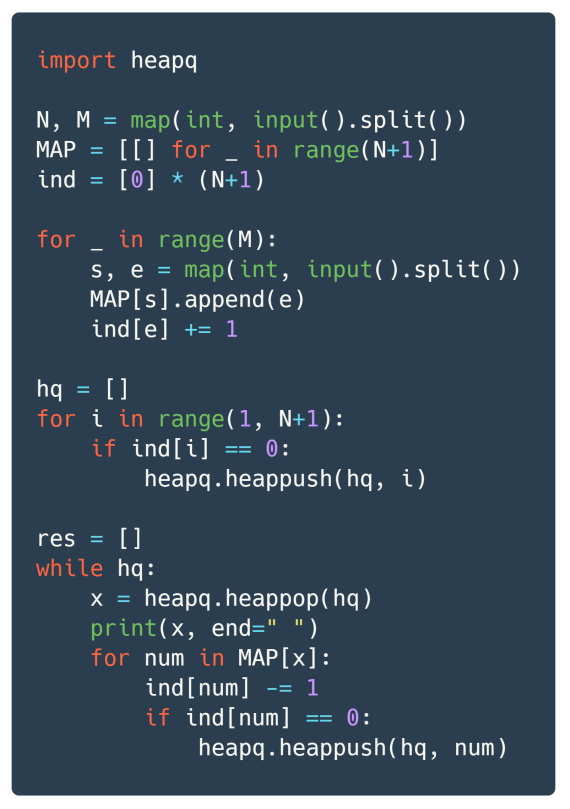 import heapq

N, M = map(int, input().split())
MAP = [[] for _ in range(N+1)]
ind = [0] * (N+1)

for _ in range(M):
    s, e = map(int, input().split())
    MAP[s].append(e)
    ind[e] += 1

hq = []
for i in range(1, N+1):
    if ind[i] == 0:
        heapq.heappush(hq, i)

res = []
while hq:
    x = heapq.heappop(hq)
    print(x, end=" ")
    for num in MAP[x]:
        ind[num] -= 1
        if ind[num] == 0:
            heapq.heappush(hq, num)